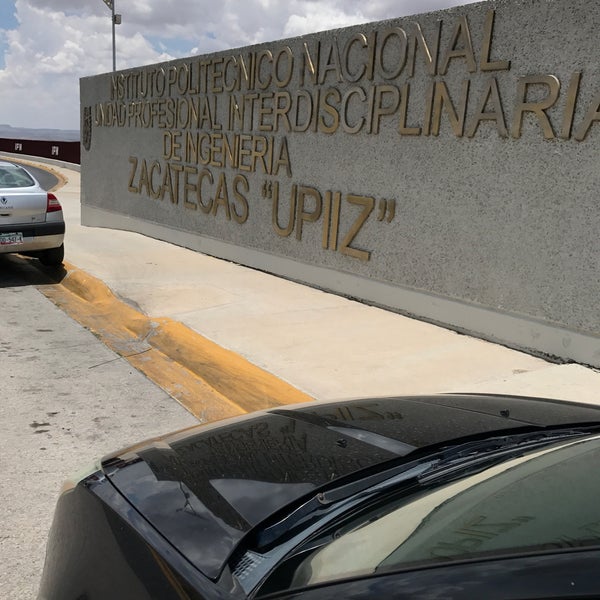 INSTITUTO POLITECNICO NACIONAL
UNIDAD PROFESIONAL INTERDISCIPLINARIA
DE INGENIERIA
ZACATECAS "UPIIZ"